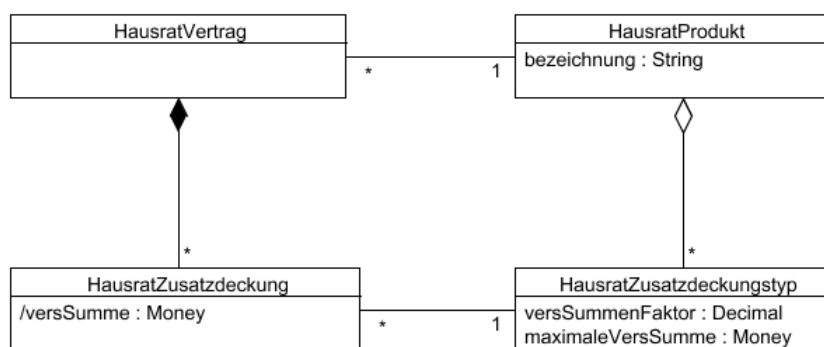 HausratVertrag
HausratProdukt
bezeichnung : String
*
1
*
*
HausratZusatzdeckung
HausratZusatzdeckungstyp
/versSumme : Money
versSummenFaktor : Decimal
*
1
maximaleVersSumme : Money